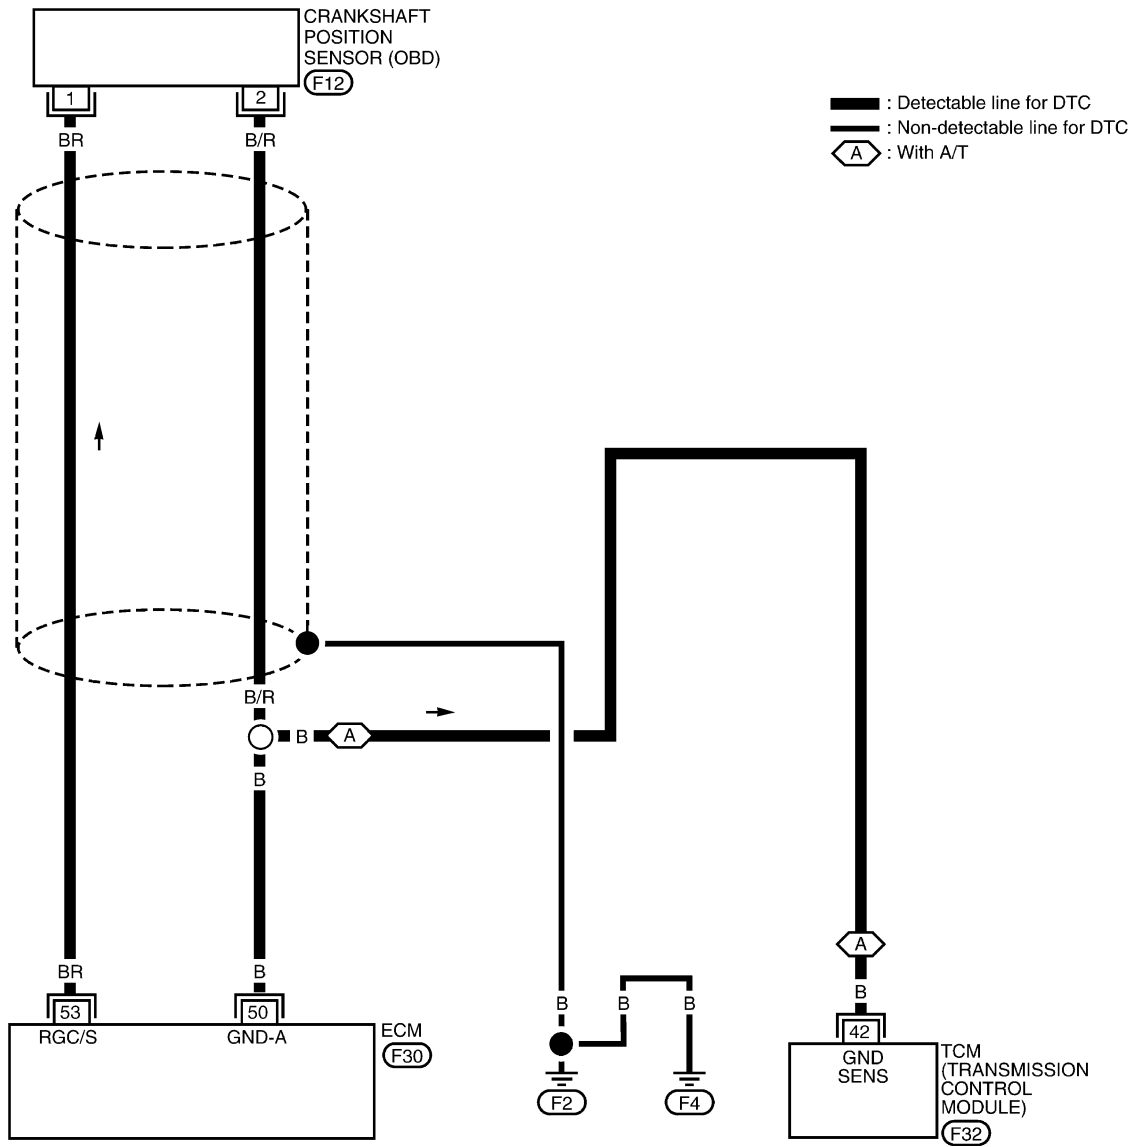 CRANKSHAFT
POSITION
SENSOR (OBD)
F12
1
2
BR
B/R
: Detectable line for DTC
: Non-detectable line for DTC
A : With A/T
B/R
B
A
B
A
BR
B
B
B
B
B
53
50
42
RGC/S
GND-A
ECM
F30
GND
SENS
TCM
(TRANSMISSION
CONTROL
MODULE)
F2
F4
F32